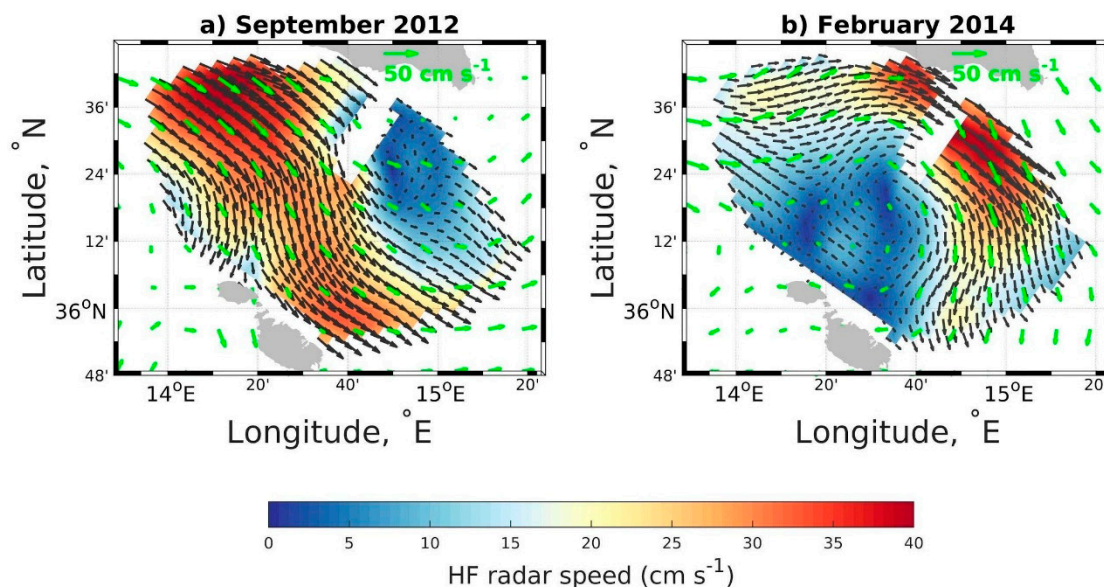 a) September 2012
b) February 2014
50 cm s⁻¹
50 cm s⁻¹
36'
24'
12'
36°N
48'
36'
24'
12'
36°N
48'
Latitude, °N
Latitude, °N
14°E
20'
40'
15°E
20'
14°E
20'
40'
15°E
20
Longitude, °E
Longitude, °E
0
5
10
15
20
25
30
35
40
HF radar speed (cm s⁻¹)